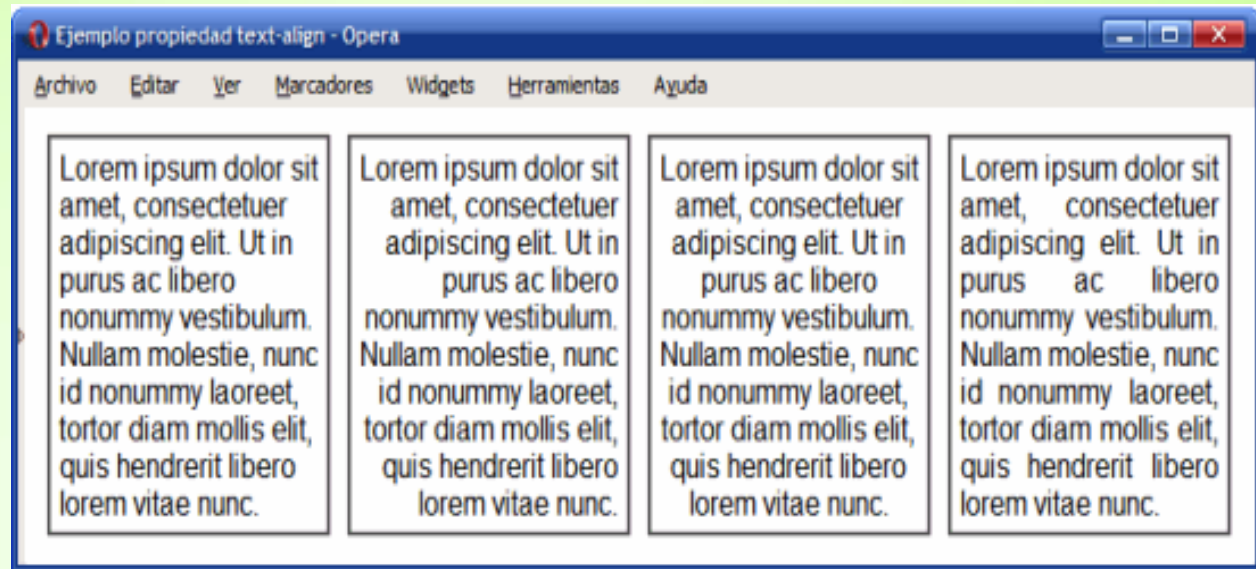 Ejemplo propiedad text-align - Opera
Archivo Editar Ver Marcadores Widgets Herramientas Ayuda
Lorem ipsum dolor sit
amet, consectetuer
adipiscing elit. Ut in
purus ac libero
nonummy vestibulum.
Nullam molestie, nunc
id nonummy laoreet,
tortor diam mollis elit,
quis hendrerit libero
lorem vitae nunc.
Lorem ipsum dolor sit
amet, consectetuer
adipiscing elit. Ut in
purus ac libero
nonummy vestibulum.
Nullam molestie, nunc
id nonummy laoreet,
tortor diam mollis elit,
quis hendrerit libero
lorem vitae nunc.
Lorem ipsum dolor sit
amet, consectetuer
adipiscing elit. Ut in
purus ac libero
nonummy vestibulum.
Nullam molestie, nunc
id nonummy laoreet,
tortor diam mollis elit,
quis hendrerit libero
lorem vitae nunc.
Lorem ipsum dolor sit
amet, consectetuer
adipiscing elit. Ut in
purus ac libero
nonummy vestibulum.
Nullam molestie, nunc
id nonummy laoreet,
tortor diam mollis elit,
quis hendrerit libero
lorem vitae nunc.